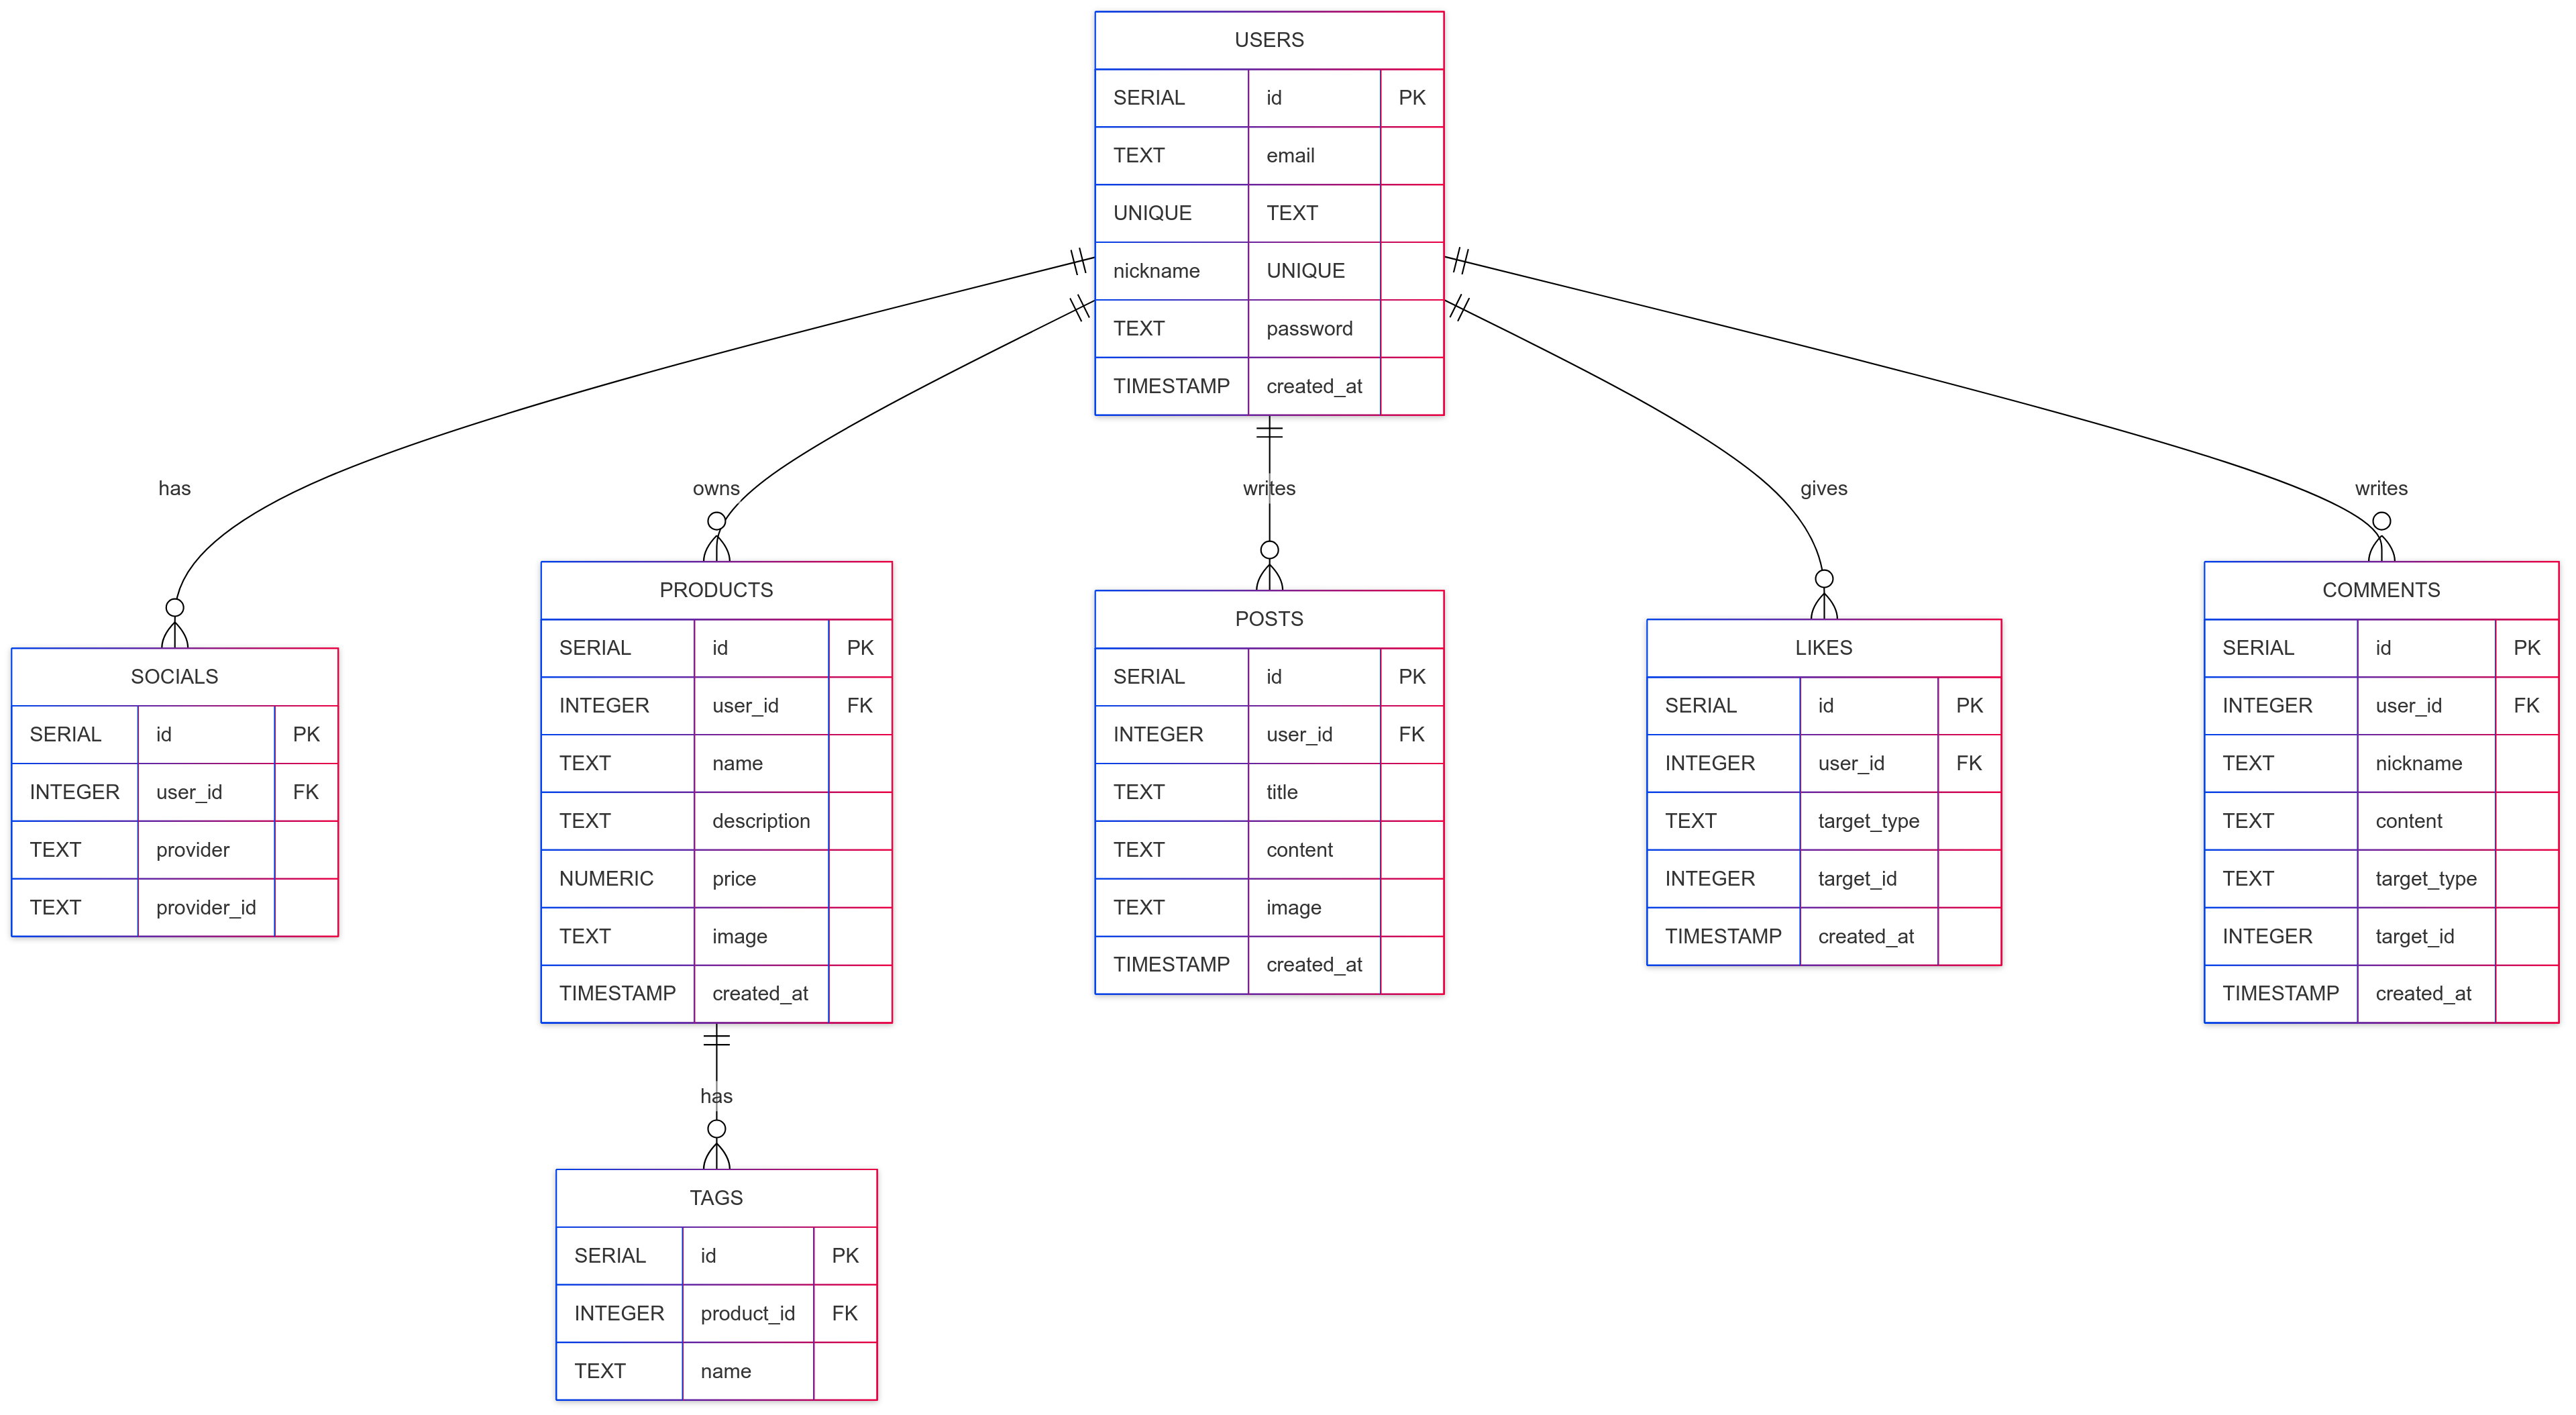 USERS
SERIAL id PK
TEXT email
UNIQUE TEXT
nickname UNIQUE
TEXT password
TIMESTAMP created_at
has
owns
writes
gives
writes
SOCIALS
SERIAL id PK
INTEGER user_id FK
TEXT provider
TEXT provider_id
PRODUCTS
SERIAL id PK
INTEGER user_id FK
TEXT name
TEXT description
NUMERIC price
TEXT image
TIMESTAMP created_at
POSTS
SERIAL id PK
INTEGER user_id FK
TEXT title
TEXT content
TEXT image
TIMESTAMP created_at
LIKES
SERIAL id PK
INTEGER user_id FK
TEXT target_type
INTEGER target_id
TIMESTAMP created_at
COMMENTS
SERIAL id PK
INTEGER user_id FK
TEXT nickname
TEXT content
TEXT target_type
INTEGER target_id
TIMESTAMP created_at
has
TAGS
SERIAL id PK
INTEGER product_id FK
TEXT name